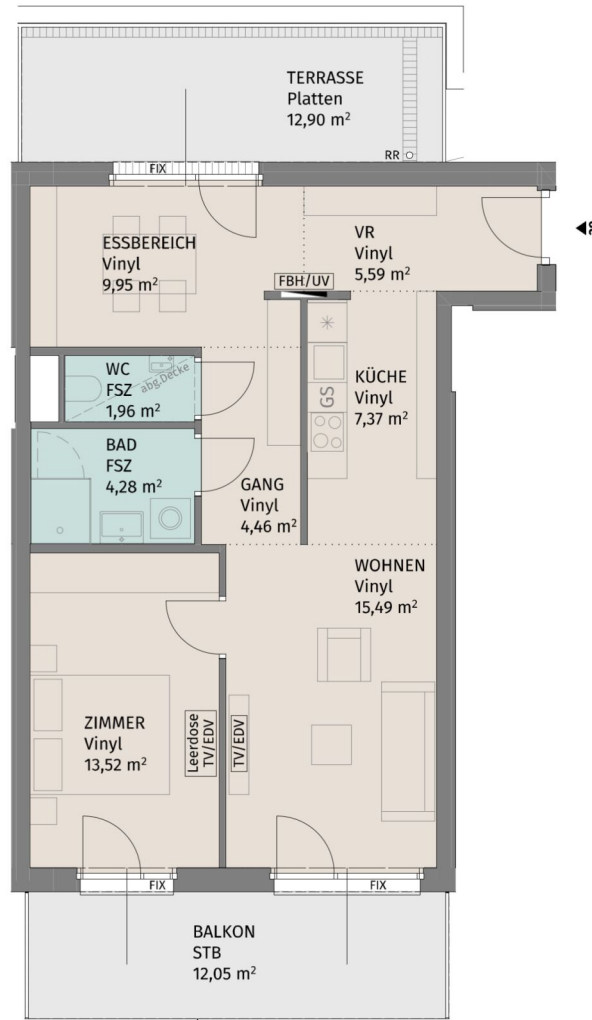 TERRASSE
Platten
12,90 m²
RR
FIX
ESSBEREICH
Vinyl
9,95 m²
VR
Vinyl
5,59 m²
FBH/UV
WC
FSZ
1,96 m²
abg.Decke
KÜCHE
Vinyl
7,37 m²
GS
BAD
FSZ
4,28 m²
GANG
Vinyl
4,46 m²
WOHNEN
Vinyl
15,49 m²
ZIMMER
Vinyl
13,52 m²
Leerdose
TV/EDV
TV/EDV
FIX
FIX
BALKON
STB
12,05 m²